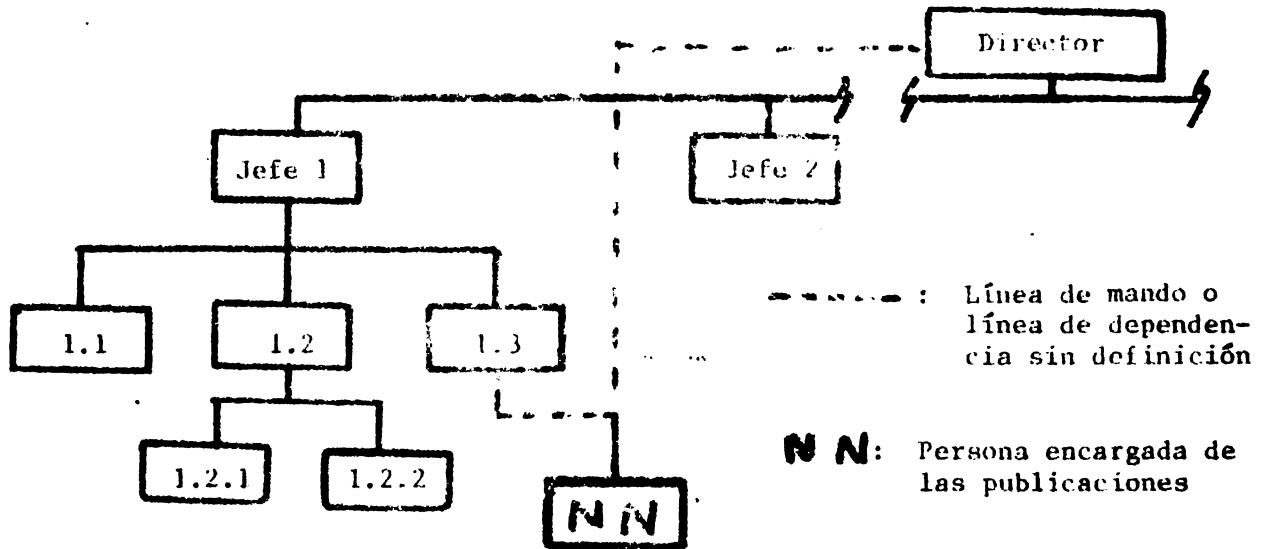 Director
Jefe 1
Jefe 2
1.1
1.2
1.3
1.2.1
1.2.2
N N
: Línea de mando o
línea de dependen-
cia sin definición
N N: Persona encargada de
las publicaciones